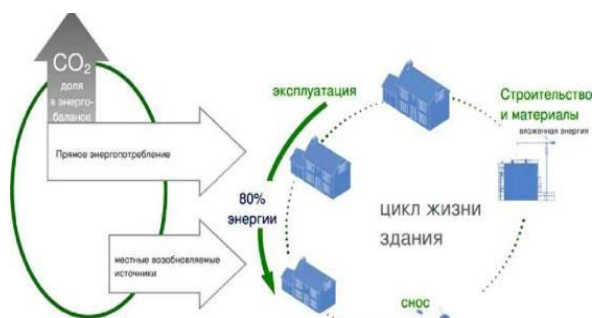 CO2
доля
в энерго-
балансе
Прямое энергопотребление
местные возобновляемые
источники
эксплуатация
80%
энергии
цикл жизни
здания
Строительство
и материалы
вложенная энергия
снос